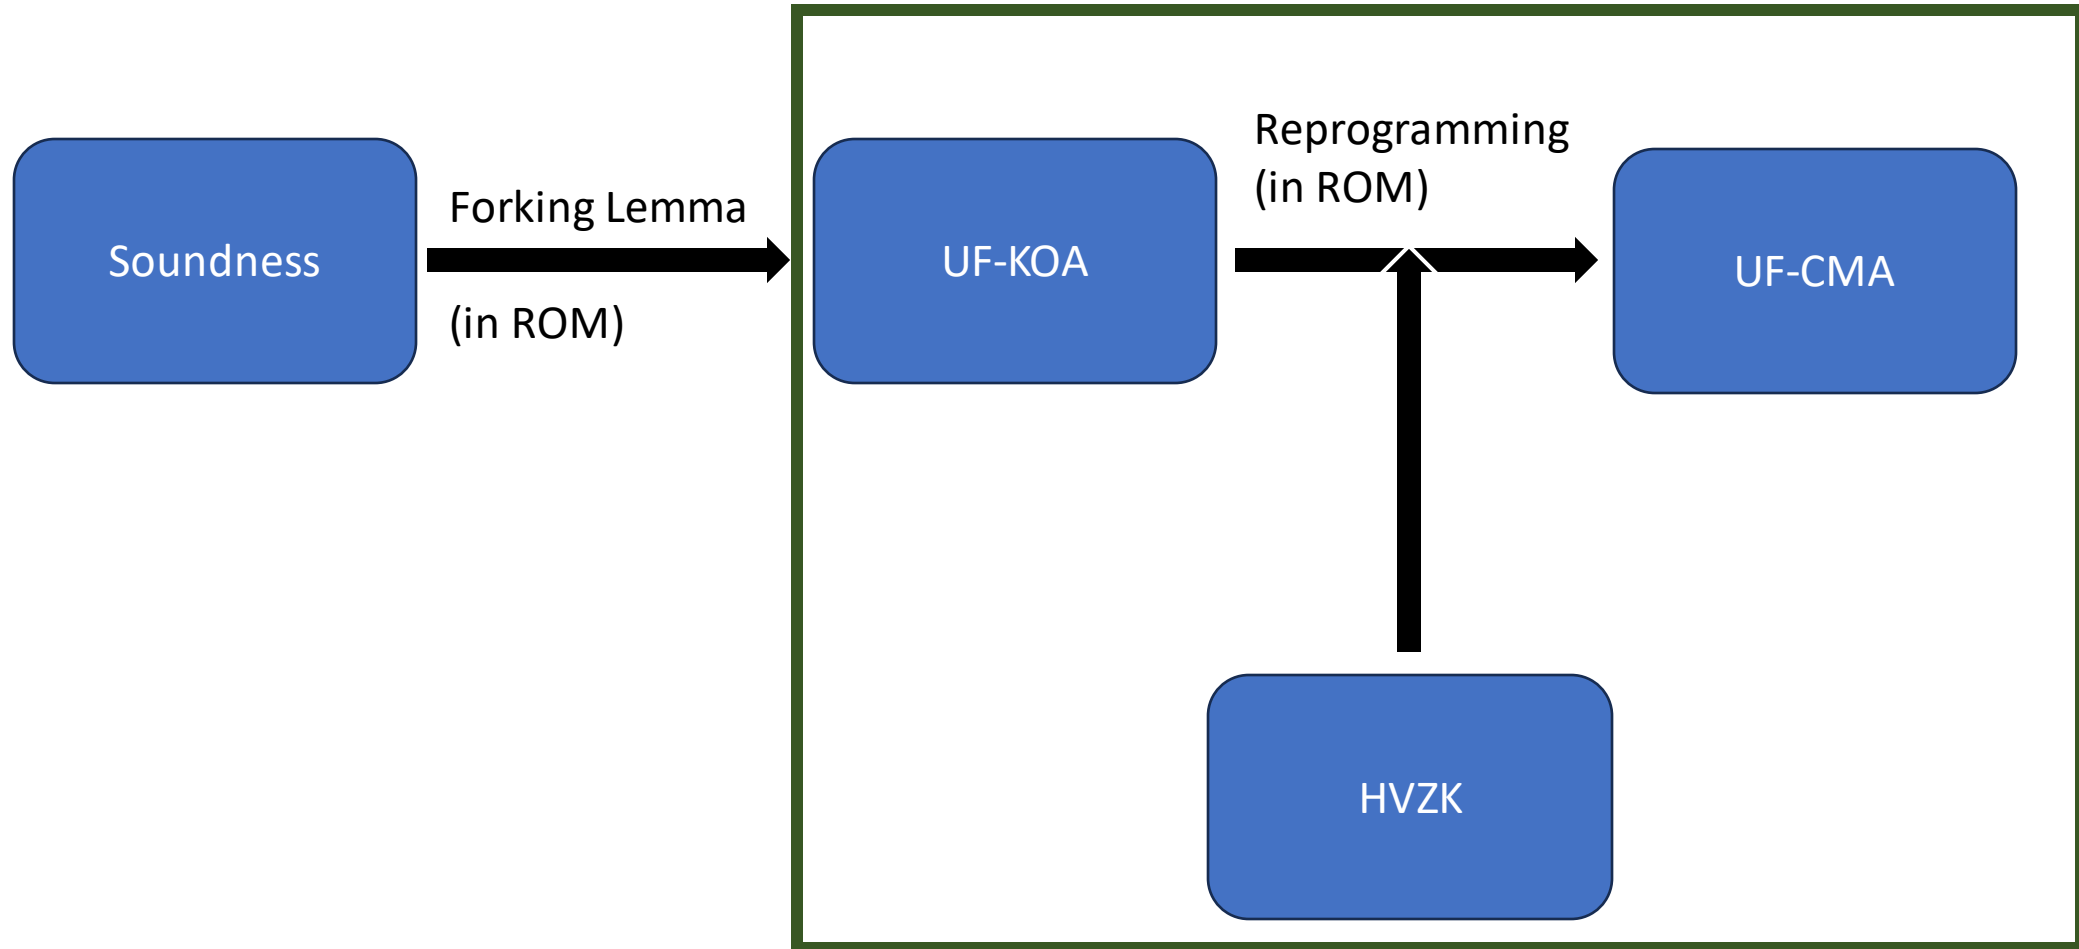 Soundness
Forking Lemma
(in ROM)
UF-KOA
Reprogramming
(in ROM)
UF-CMA
HVZK